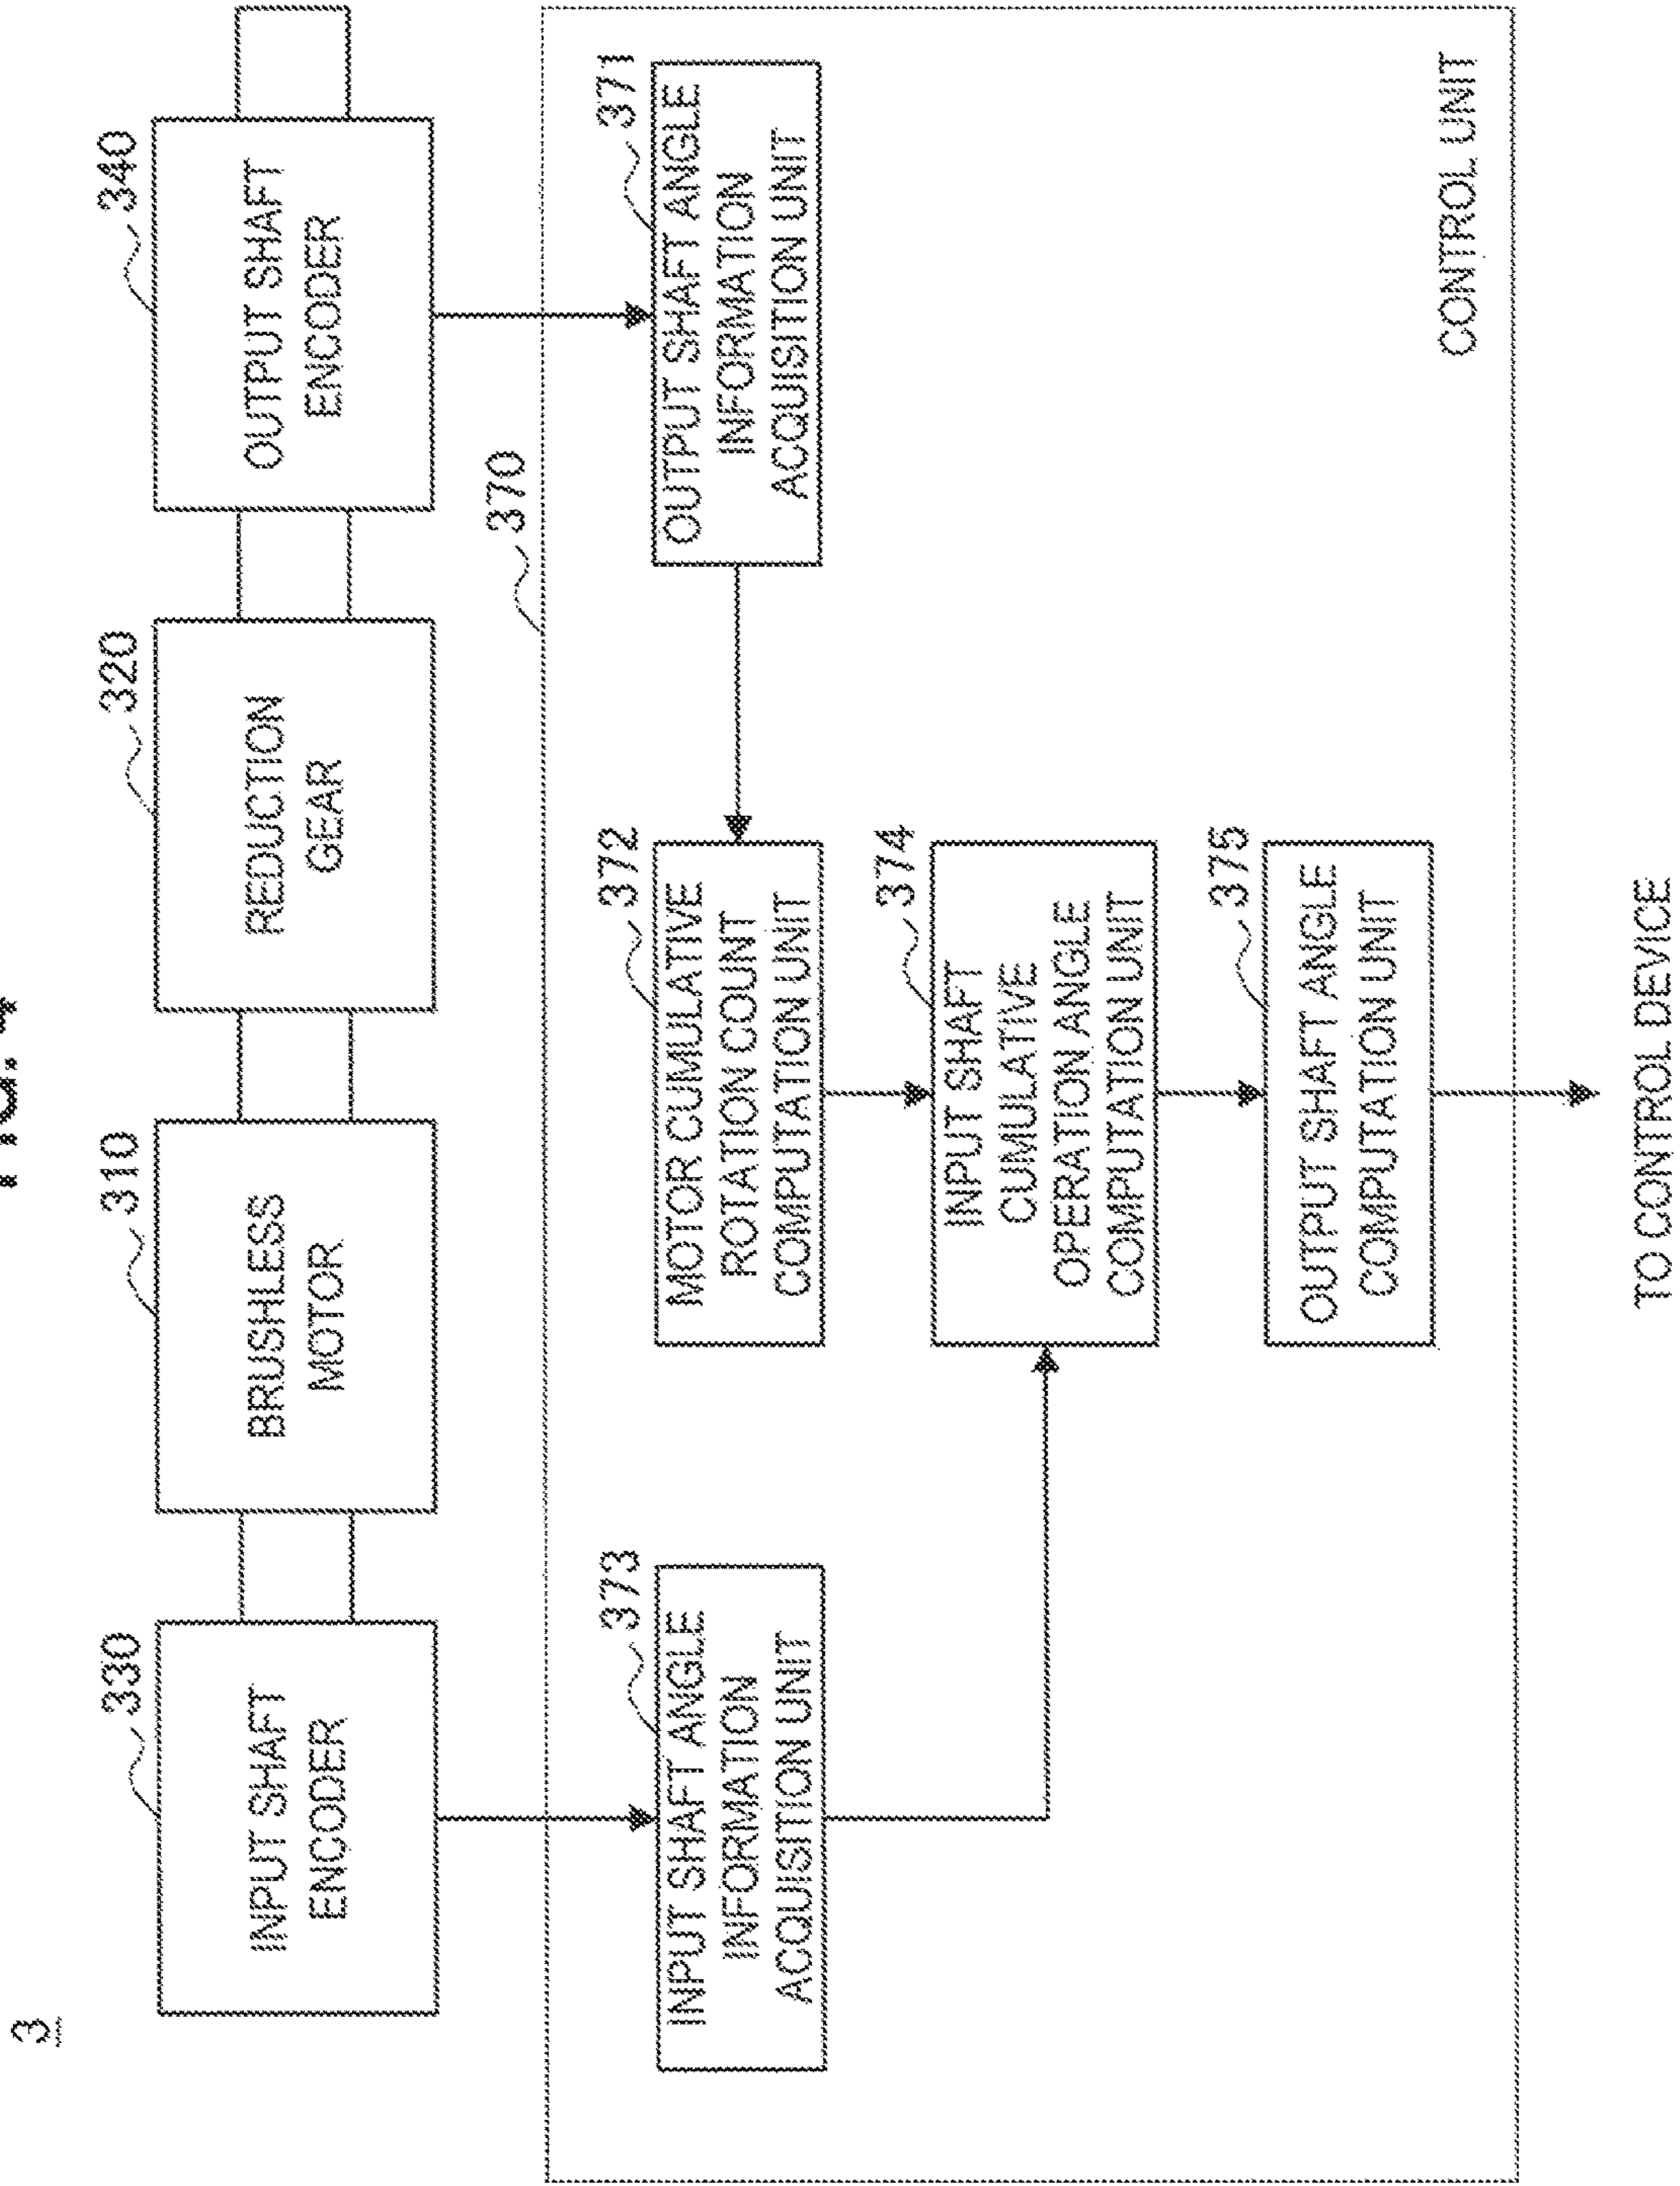 FIG. 4
3
330
INPUT SHAFT
ENCODER
310
BRUSHLESS
MOTOR
320
REDUCTION
GEAR
340
OUTPUT SHAFT
ENCODER
370
373
INPUT SHAFT ANGLE
INFORMATION
ACQUISITION UNIT
372
MOTOR CUMULATIVE
ROTATION COUNT
COMPUTATION UNIT
371
OUTPUT SHAFT ANGLE
INFORMATION
ACQUISITION UNIT
374
INPUT SHAFT
CUMULATIVE
OPERATION ANGLE
COMPUTATION UNIT
375
OUTPUT SHAFT ANGLE
COMPUTATION UNIT
CONTROL UNIT
TO CONTROL DEVICE